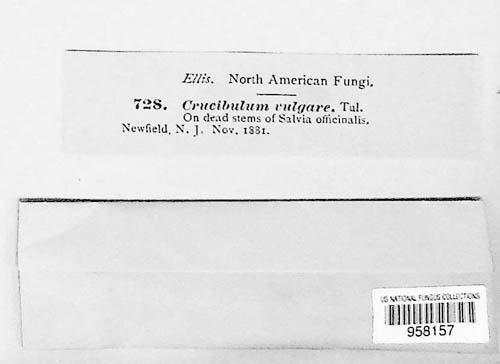 Ellis. North American Fungi.
728. Crucibulum vulgare. Tul.
On dead stems of Salvia officinalis.
Newfield, N. J. Nov. 1881.
US NATIONAL FUNGUS COLLECTIONS
958157